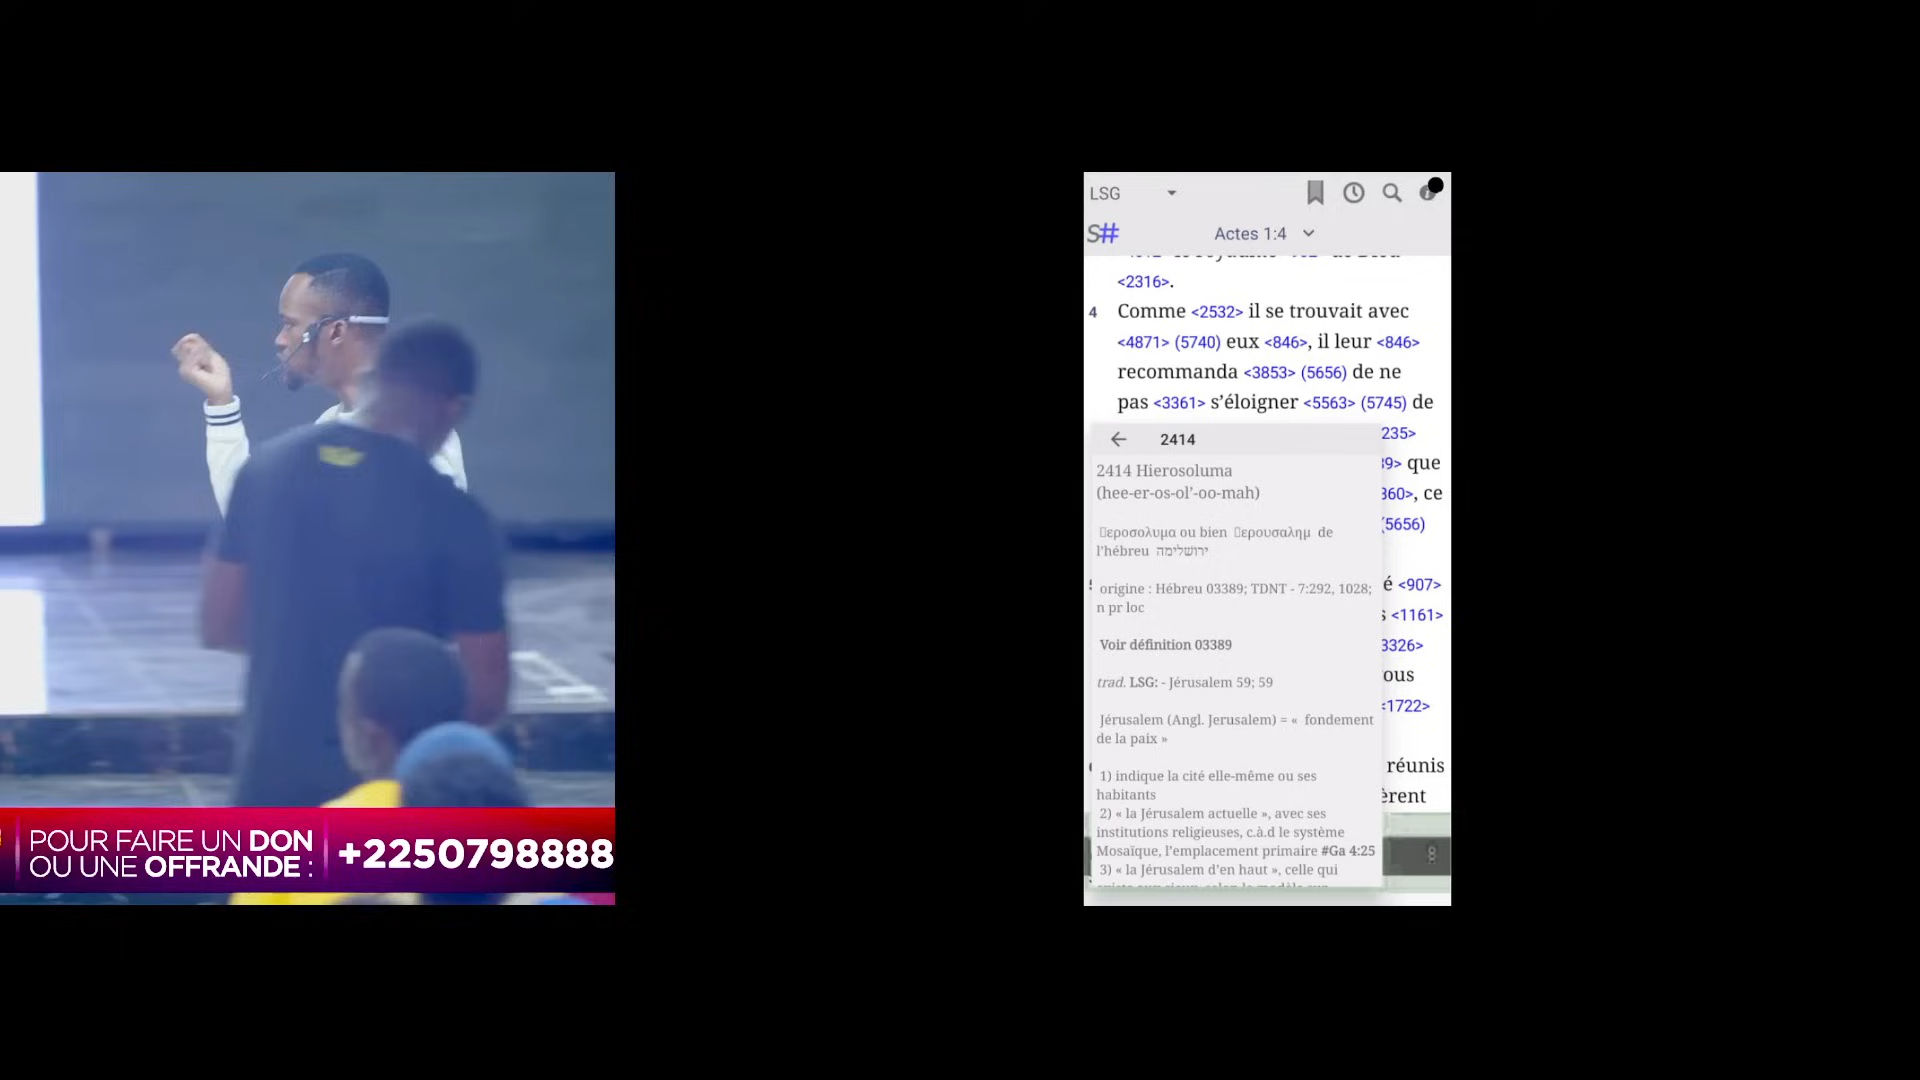 POUR FAIRE UN DON
OU UNE OFFRANDE :
+2250798888
LSG
S#
Actes 1:4
<2316>.
4 Comme <2532> il se trouvait avec
<4871> (5740) eux <846>, il leur <846>
recommanda <3853> (5656) de ne
pas <3361> s’éloigner <5563> (5745) de
235>
que
360>, ce
(5656)
é <907>
<1161>
3326>
ous
<1722>
réunis
èrent
2414
2414 Hierosoluma
(hee-er-os-ol’-oo-mah)
εροσολυμα ou bien ερουσαλημ de
l’hébreu ירושלימה
origine : Hébreu 03389; TDNT - 7:292, 1028;
n pr loc
Voir définition 03389
trad. LSG: - Jérusalem 59; 59
Jérusalem (Angl. Jerusalem) = « fondement
de la paix »
1) indique la cité elle-même ou ses
habitants
2) « la Jérusalem actuelle », avec ses
institutions religieuses, c.à.d le système
Mosaïque, l’emplacement primaire #Ga 4:25
3) « la Jérusalem d’en haut », celle qui